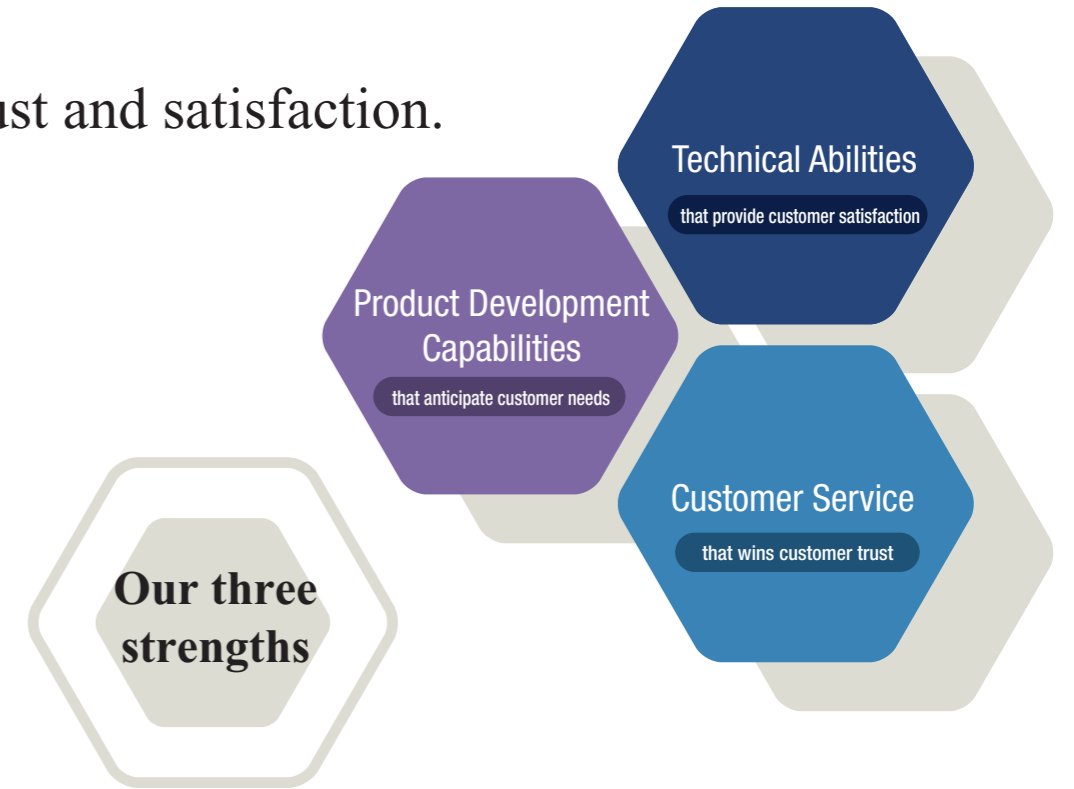 ust and satisfaction.
Technical Abilities
that provide customer satisfaction
Product Development
Capabilities
that anticipate customer needs
Customer Service
that wins customer trust
Our three
strengths